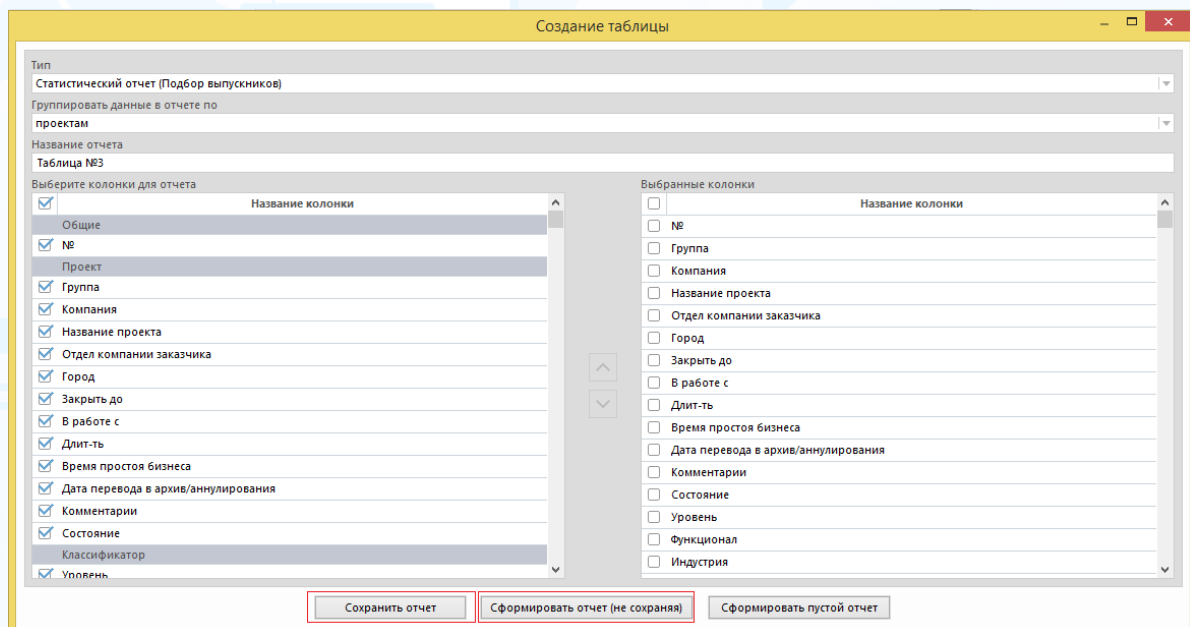 Создание таблицы
Тип
Статистический отчет (Подбор выпускников)
Группировать данные в отчете по
проектам
Название отчета
Таблица №3
Выберите колонки для отчета
Название колонки
Общие
№
Проект
Группа
Компания
Название проекта
Отдел компании заказчика
Город
Закрыть до
В работе с
Длит-ть
Время простоя бизнеса
Дата перевода в архив/аннулирования
Комментарии
Состояние
Классификатор
Уровень
Выбранные колонки
Название колонки
№
Группа
Компания
Название проекта
Отдел компании заказчика
Город
Закрыть до
В работе с
Длит-ть
Время простоя бизнеса
Дата перевода в архив/аннулирования
Комментарии
Состояние
Уровень
Функционал
Индустрия
Сохранить отчет
Сформировать отчет (не сохраняя)
Сформировать пустой отчет